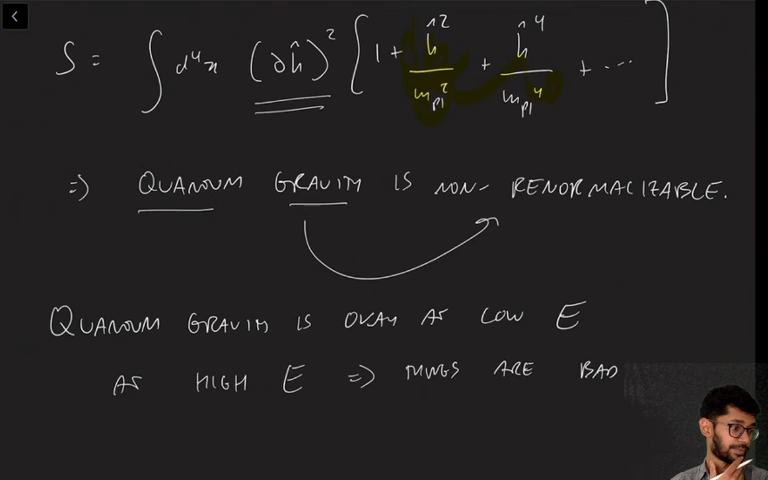 S = ∫ d⁴x (∂ĥ)² [ 1 + ĥ²/m_Pl² + ĥ⁴/m_Pl⁴ + ... ]
⇒ QUANTUM GRAVITY IS NON-RENORMALIZABLE.
QUANTUM GRAVITY IS OKAY AT LOW E
AT HIGH E ⇒ THINGS ARE BAD